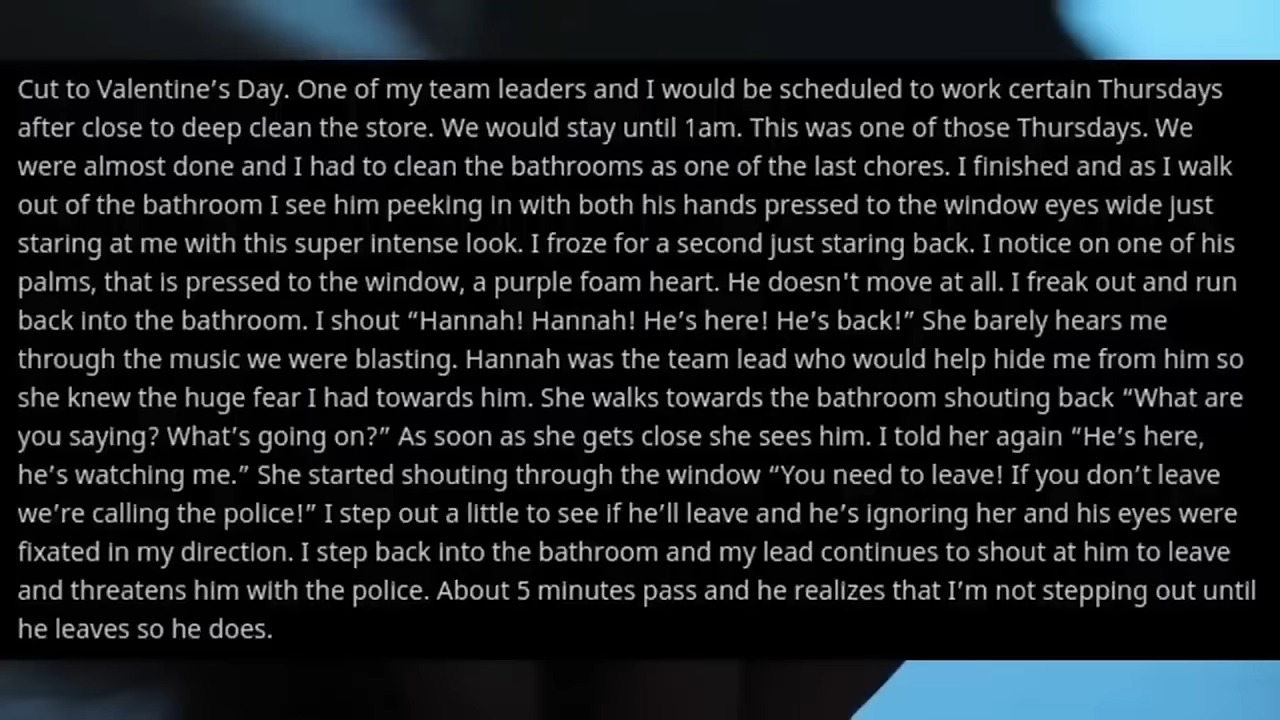 Cut to Valentine’s Day. One of my team leaders and I would be scheduled to work certain Thursdays
after close to deep clean the store. We would stay until 1am. This was one of those Thursdays. We
were almost done and I had to clean the bathrooms as one of the last chores. I finished and as I walk
out of the bathroom I see him peeking in with both his hands pressed to the window eyes wide just
staring at me with this super intense look. I froze for a second just staring back. I notice on one of his
palms, that is pressed to the window, a purple foam heart. He doesn't move at all. I freak out and run
back into the bathroom. I shout “Hannah! Hannah! He’s here! He’s back!” She barely hears me
through the music we were blasting. Hannah was the team lead who would help hide me from him so
she knew the huge fear I had towards him. She walks towards the bathroom shouting back “What are
you saying? What’s going on?” As soon as she gets close she sees him. I told her again “He’s here,
he’s watching me.” She started shouting through the window “You need to leave! If you don’t leave
we’re calling the police!” I step out a little to see if he’ll leave and he’s ignoring her and his eyes were
fixated in my direction. I step back into the bathroom and my lead continues to shout at him to leave
and threatens him with the police. About 5 minutes pass and he realizes that I’m not stepping out until
he leaves so he does.